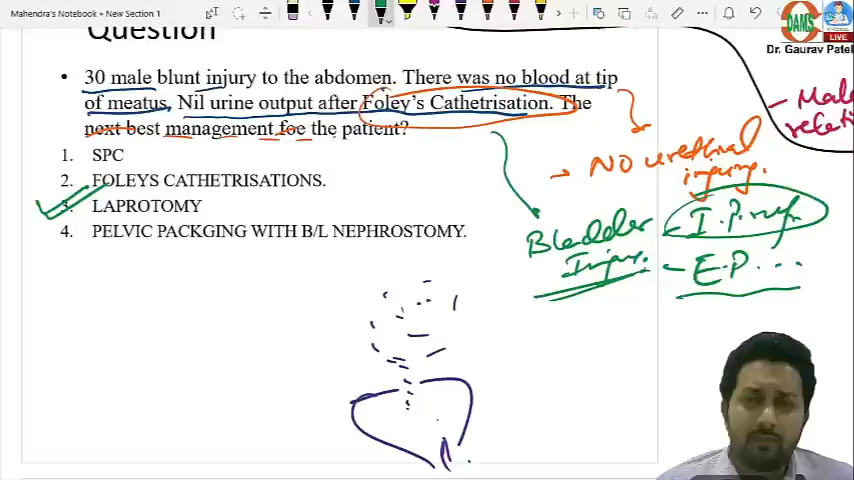 Mahendra's Notebook » New Section 1
Question
DAMS
LIVE
Dr. Gaurav Patel
• 30 male blunt injury to the abdomen. There was no blood at tip
of meatus. Nil urine output after Foley's Cathetrisation. The
next best management foe the patient?
1. SPC
2. FOLEYS CATHETRISATIONS.
3. LAPROTOMY
4. PELVIC PACKGING WITH B/L NEPHROSTOMY.
- Male
→ NO urethral
injury.
Bladder
Injury.
- I.P.
- E.P...